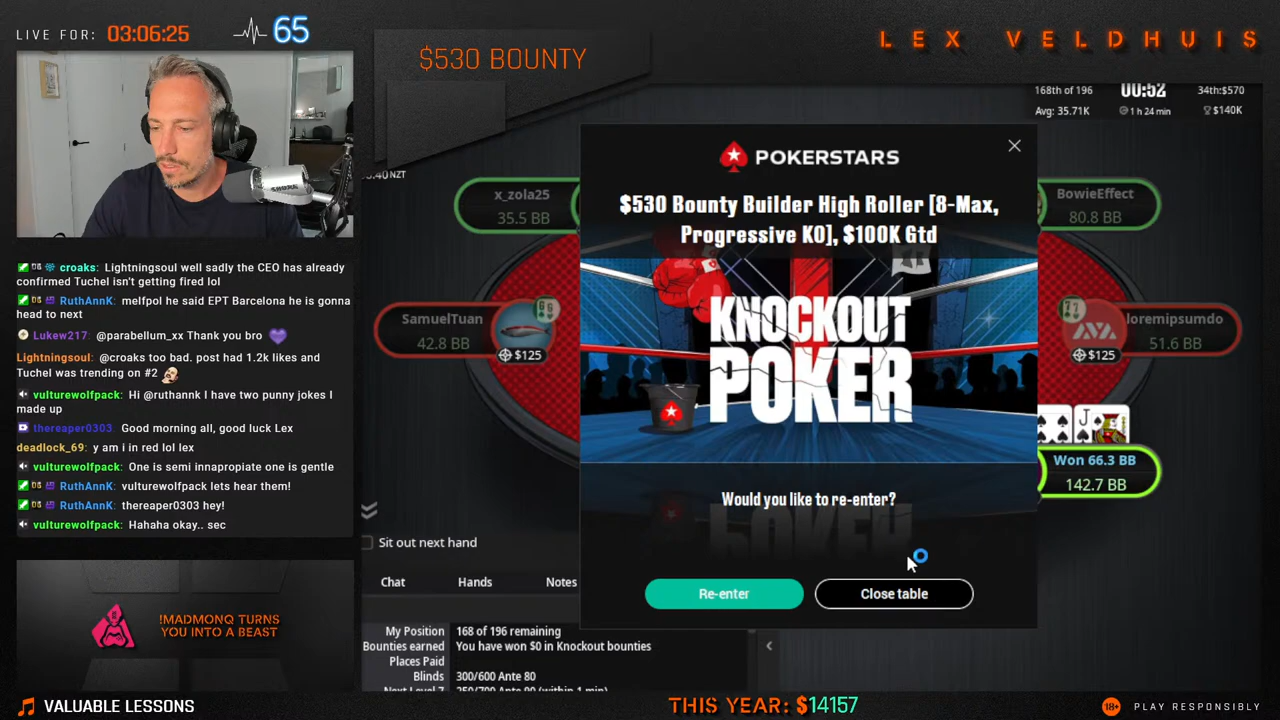 LIVE FOR: 03:06:25 65
$530 BOUNTY
LEX VELDHUIS
168th of 196 00:52 34th:$570
Avg: 35.71K 1 h 24 min $140K
x_zola25
35.5 BB
BowieEffect
80.8 BB
SamuelTuan
42.8 BB
$125
loremipsumdo
51.6 BB
$125
Won 66.3 BB
142.7 BB
POKERSTARS
$530 Bounty Builder High Roller [8-Max,
Progressive KO], $100K Gtd
KNOCKOUT
POKER
Would you like to re-enter?
Re-enter
Close table
croaks: Lightningsoul well sadly the CEO has already
confirmed Tuchel isn't getting fired lol
RuthAnnK: melfpol he said EPT Barcelona he is gonna
head to next
Lukew217: @parabellum_xx Thank you bro
Lightningsoul: @croaks too bad. post had 1.2k likes and
Tuchel was trending on #2
vulturewolfpack: Hi @ruthannk I have two punny jokes I
made up
thereaper0303: Good morning all, good luck Lex
deadlock_69: y am i in red lol lex
vulturewolfpack: One is semi innapropiate one is gentle
RuthAnnK: vulturewolfpack lets hear them!
RuthAnnK: thereaper0303 hey!
vulturewolfpack: Hahaha okay.. sec
Sit out next hand
Chat Hands Notes
My Position 168 of 196 remaining
Bounties earned You have won $0 in Knockout bounties
Places Paid
Blinds 300/600 Ante 80
!MADMONQ TURNS
YOU INTO A BEAST
VALUABLE LESSONS
THIS YEAR: $14157
18+ PLAY RESPONSIBLY